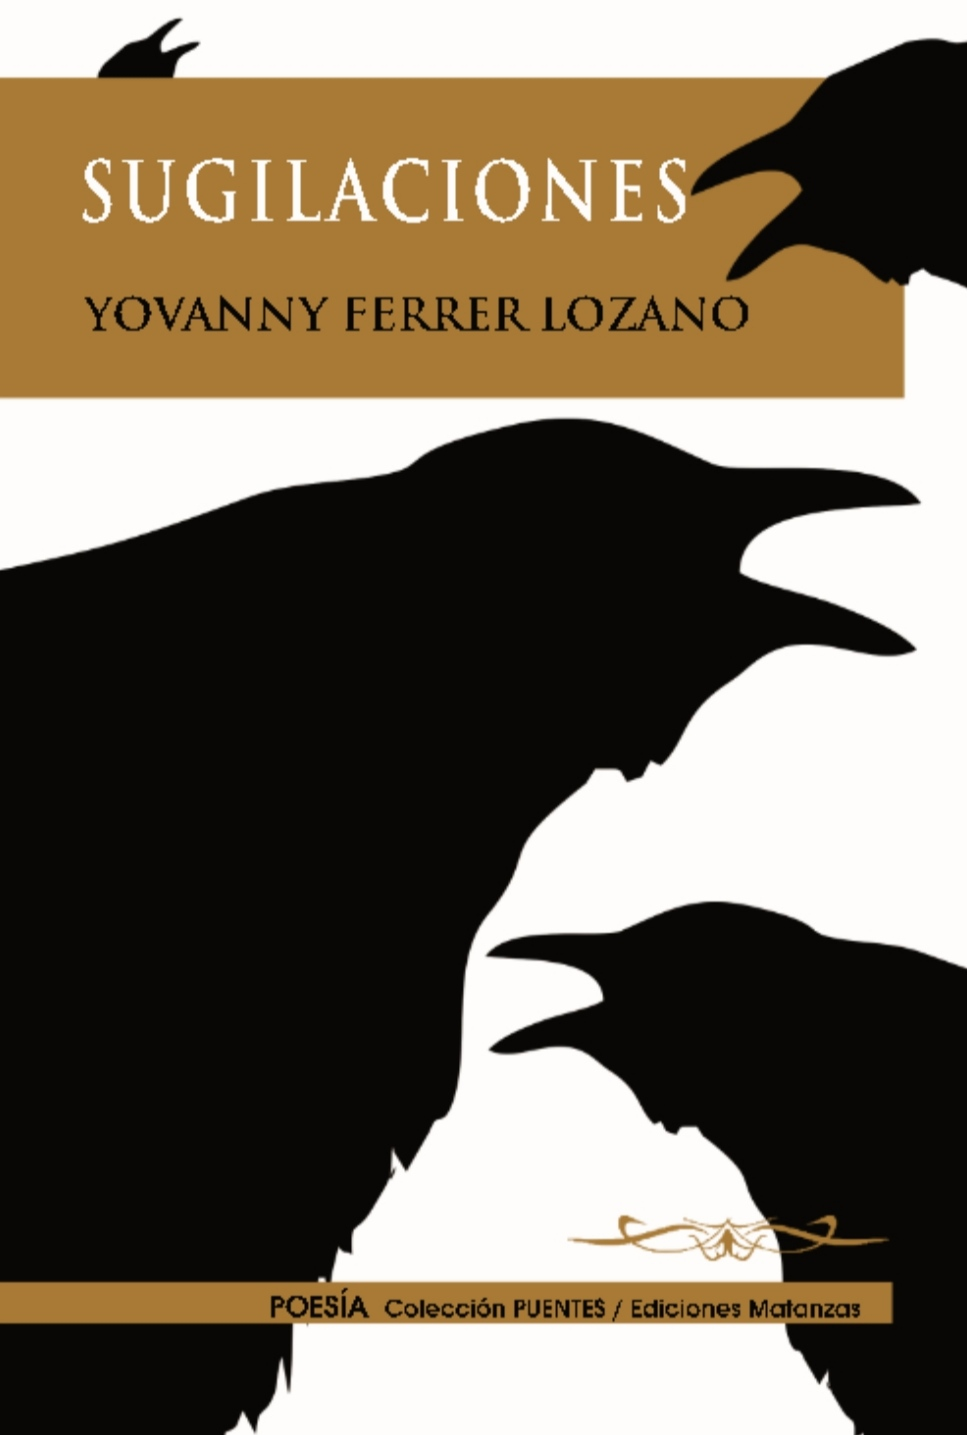 SUGILACIONES
YOVANNY FERRER LOZANO
POESÍA Colección PUENTES / Ediciones Matanzas